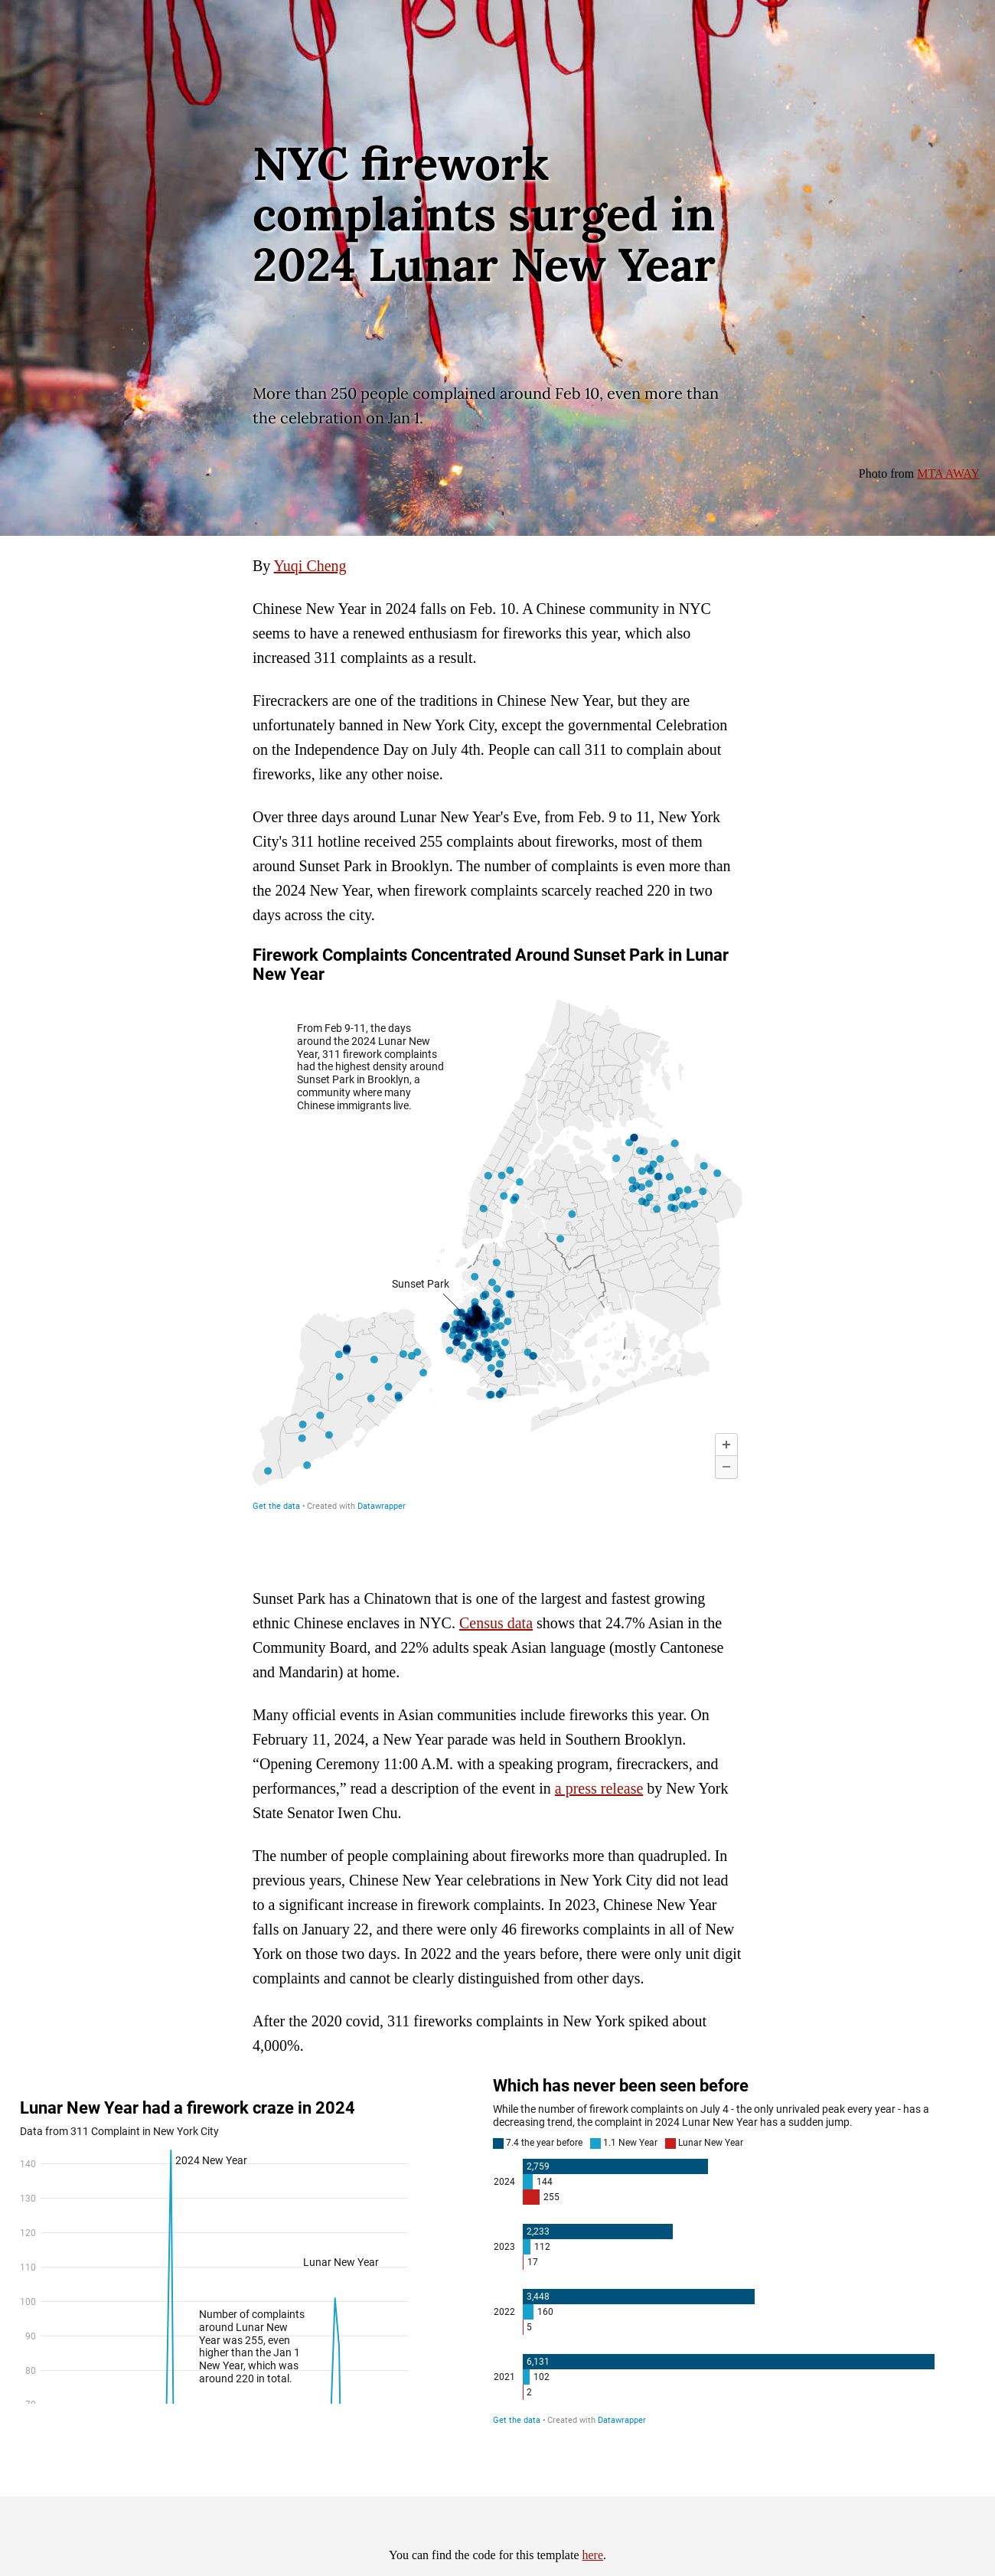 NYC firework
complaints surged in
2024 Lunar New Year
More than 250 people complained around Feb 10, even more than
the celebration on Jan 1.
Photo from MTA AWAY
By Yuqi Cheng
Chinese New Year in 2024 falls on Feb. 10. A Chinese community in NYC
seems to have a renewed enthusiasm for fireworks this year, which also
increased 311 complaints as a result.
Firecrackers are one of the traditions in Chinese New Year, but they are
unfortunately banned in New York City, except the governmental Celebration
on the Independence Day on July 4th. People can call 311 to complain about
fireworks, like any other noise.
Over three days around Lunar New Year's Eve, from Feb. 9 to 11, New York
City's 311 hotline received 255 complaints about fireworks, most of them
around Sunset Park in Brooklyn. The number of complaints is even more than
the 2024 New Year, when firework complaints scarcely reached 220 in two
days across the city.
Firework Complaints Concentrated Around Sunset Park in Lunar
New Year
From Feb 9-11, the days
around the 2024 Lunar New
Year, 311 firework complaints
had the highest density around
Sunset Park in Brooklyn, a
community where many
Chinese immigrants live.
Sunset Park
+
−
Get the data • Created with Datawrapper
Sunset Park has a Chinatown that is one of the largest and fastest growing
ethnic Chinese enclaves in NYC. Census data shows that 24.7% Asian in the
Community Board, and 22% adults speak Asian language (mostly Cantonese
and Mandarin) at home.
Many official events in Asian communities include fireworks this year. On
February 11, 2024, a New Year parade was held in Southern Brooklyn.
“Opening Ceremony 11:00 A.M. with a speaking program, firecrackers, and
performances,” read a description of the event in a press release by New York
State Senator Iwen Chu.
The number of people complaining about fireworks more than quadrupled. In
previous years, Chinese New Year celebrations in New York City did not lead
to a significant increase in firework complaints. In 2023, Chinese New Year
falls on January 22, and there were only 46 fireworks complaints in all of New
York on those two days. In 2022 and the years before, there were only unit digit
complaints and cannot be clearly distinguished from other days.
After the 2020 covid, 311 fireworks complaints in New York spiked about
4,000%.
Lunar New Year had a firework craze in 2024
Data from 311 Complaint in New York City
140
2024 New Year
130
120
110
Lunar New Year
100
Number of complaints
around Lunar New
90
Year was 255, even
higher than the Jan 1
New Year, which was
80
around 220 in total.
70
Which has never been seen before
While the number of firework complaints on July 4 - the only unrivaled peak every year - has a
decreasing trend, the complaint in 2024 Lunar New Year has a sudden jump.
7.4 the year before 1.1 New Year Lunar New Year
2,759
2024 144
255
2,233
2023 112
17
3,448
2022 160
5
6,131
2021 102
2
Get the data • Created with Datawrapper
You can find the code for this template here.